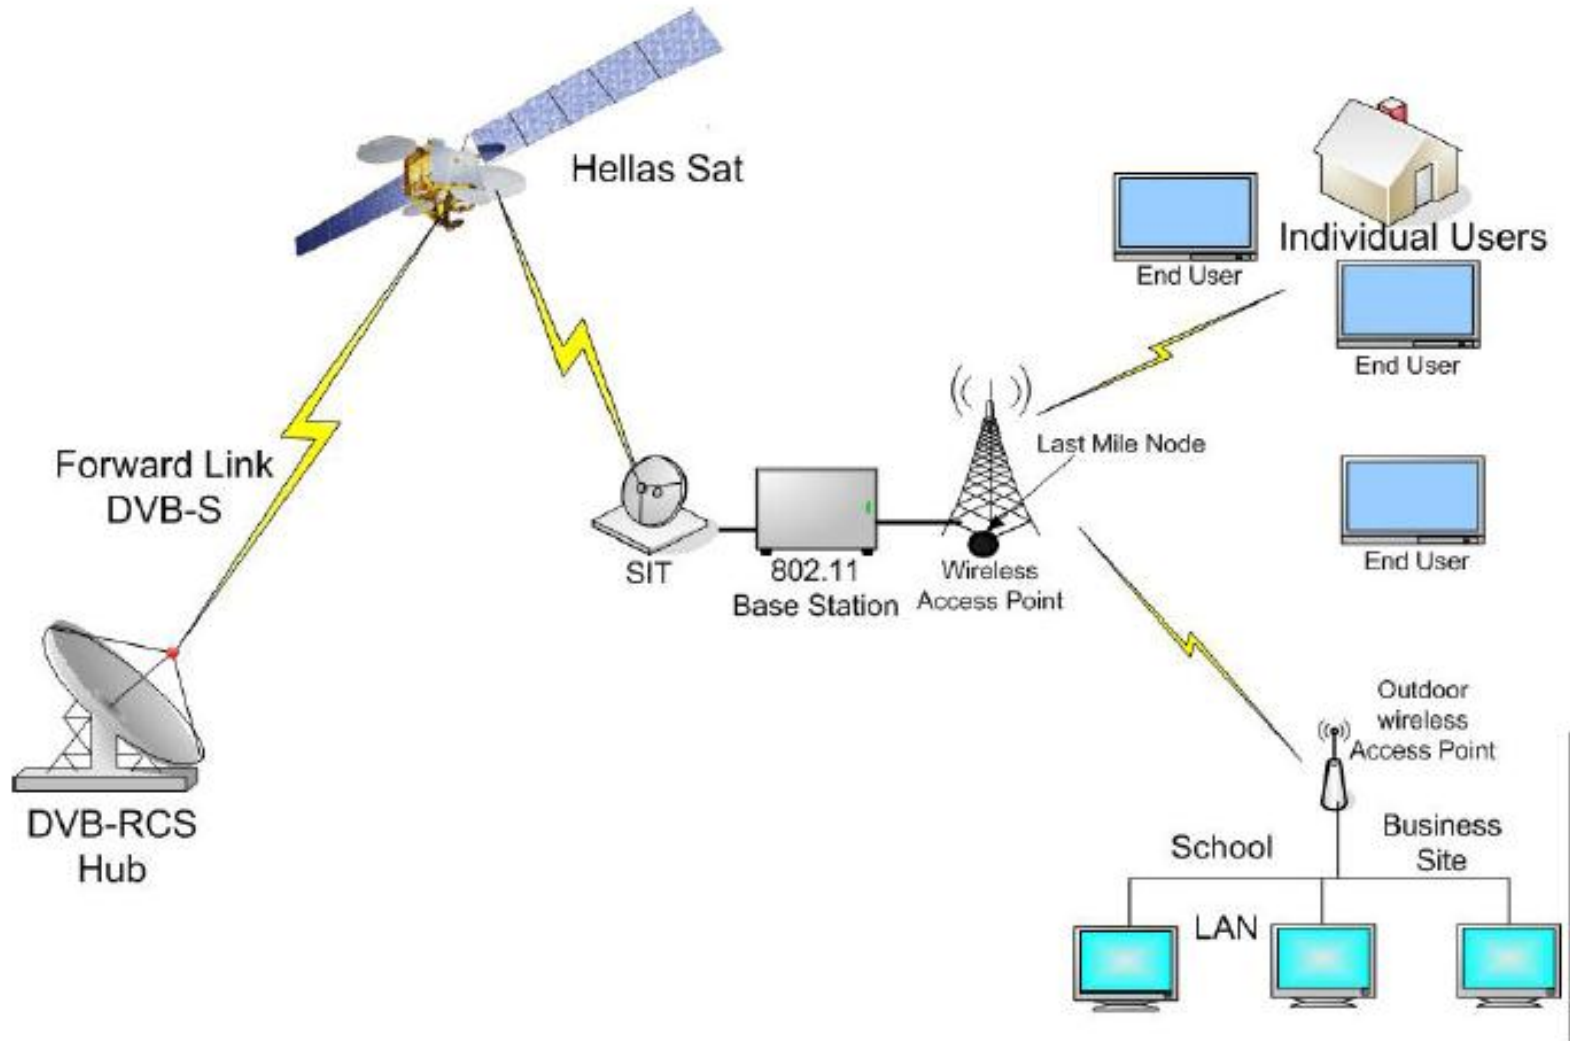 Hellas Sat
Individual Users
End User
End User
Forward Link
DVB-S
Last Mile Node
End User
SIT
802.11
Base Station
Wireless
Access Point
Outdoor
wireless
Access Point
DVB-RCS
Hub
School
Business
Site
LAN